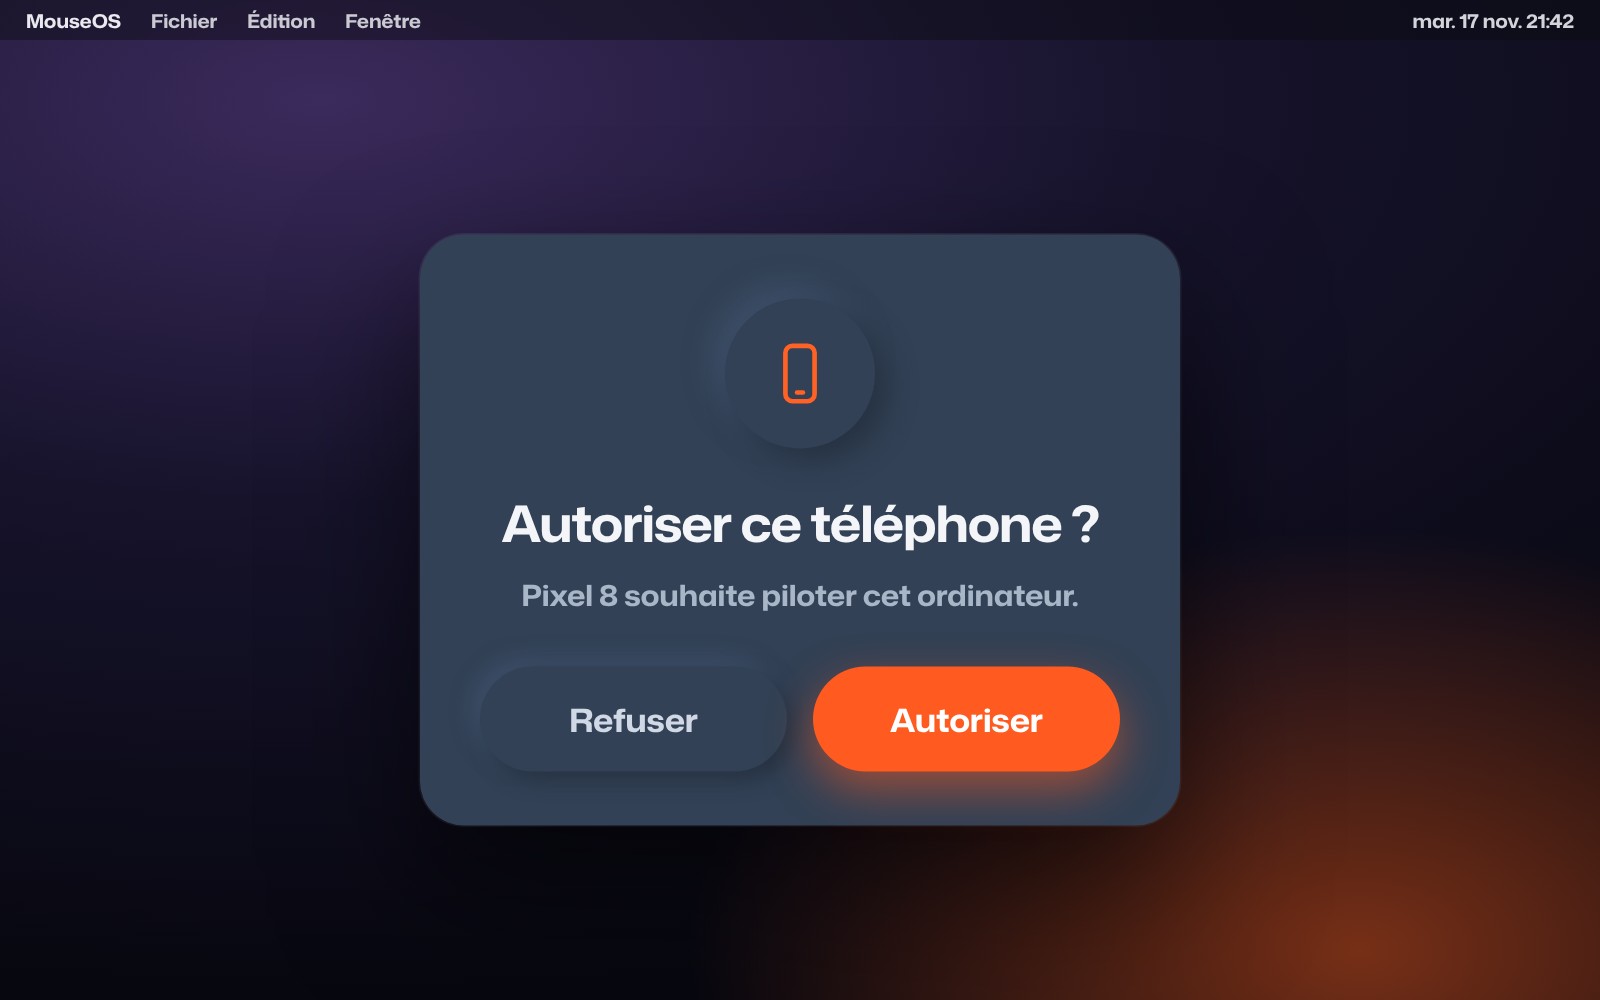 MouseOS Fichier Édition Fenêtre mar. 17 nov. 21:42
Autoriser ce téléphone ?
Pixel 8 souhaite piloter cet ordinateur.
Refuser Autoriser